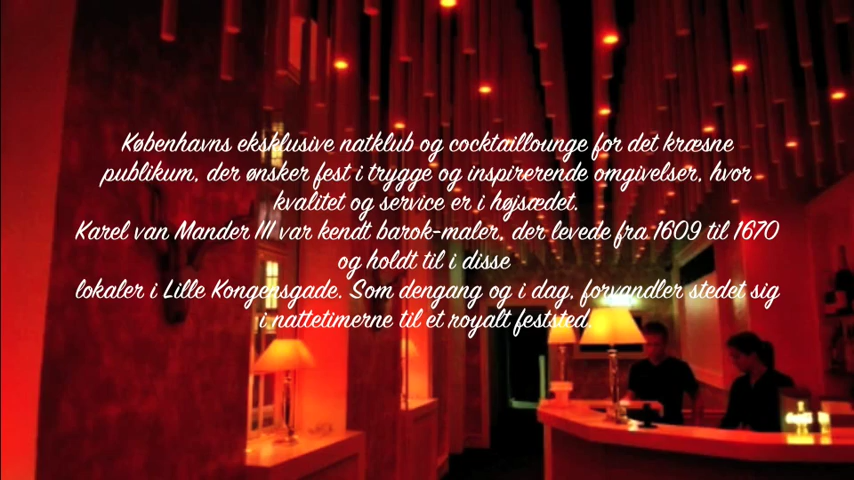 Københavns eksklusive natklub og cocktaillounge for det kræsne
publikum, der ønsker fest i trygge og inspirerende omgivelser, hvor
kvalitet og service er i højsædet.
Karel van Mander III var kendt barok-maler, der levede fra 1609 til 1670
og holdt til i disse
lokaler i Lille Kongensgade. Som dengang og i dag, forvandler stedet sig
i nattetimerne til et royalt feststed.